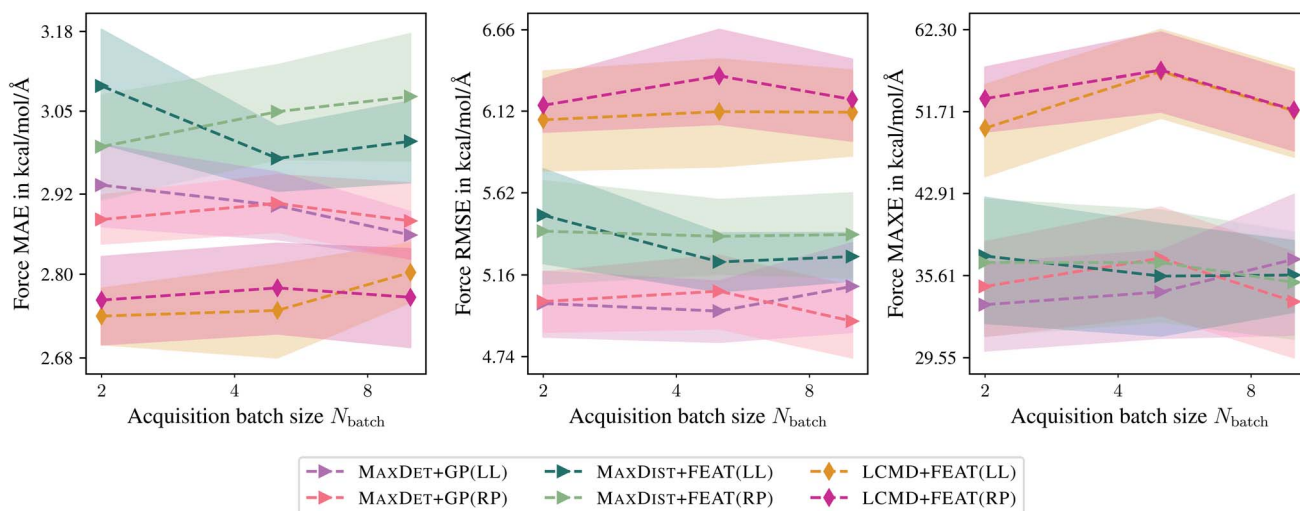 Force MAE in kcal/mol/Å
3.18
3.05
2.92
2.80
2.68
2
4
8
Acquisition batch size N_batch
Force RMSE in kcal/mol/Å
6.66
6.12
5.62
5.16
4.74
2
4
8
Acquisition batch size N_batch
Force MAXE in kcal/mol/Å
62.30
51.71
42.91
35.61
29.55
2
4
8
Acquisition batch size N_batch
MAXDET+GP(LL)
MAXDET+GP(RP)
MAXDIST+FEAT(LL)
MAXDIST+FEAT(RP)
LCMD+FEAT(LL)
LCMD+FEAT(RP)